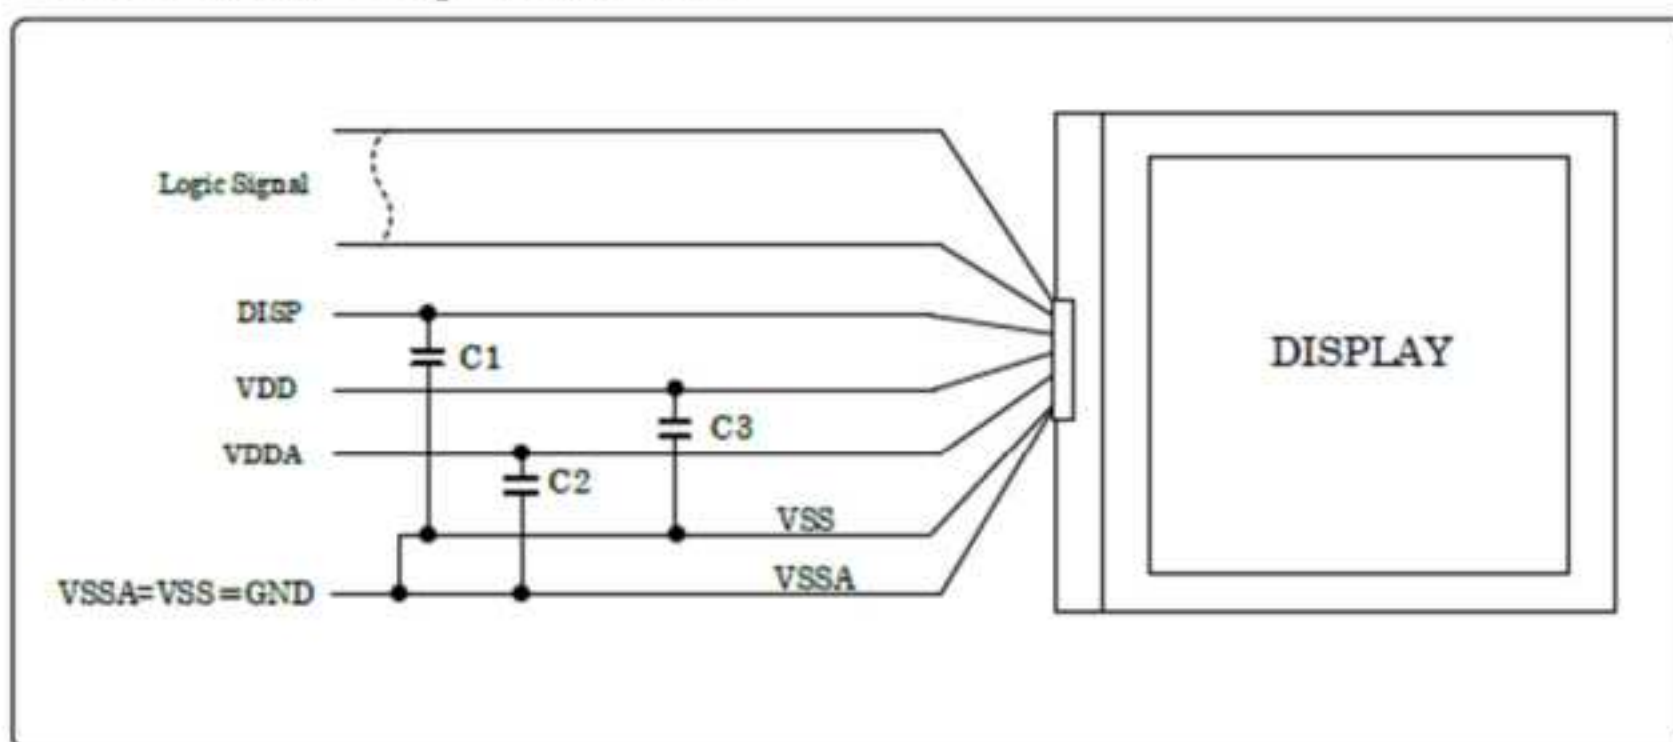 Logic Signal
DISP
DISPLAY
C1
VDD
C3
VDDA
C2
VSS
VSSA
VSSA=VSS=GND